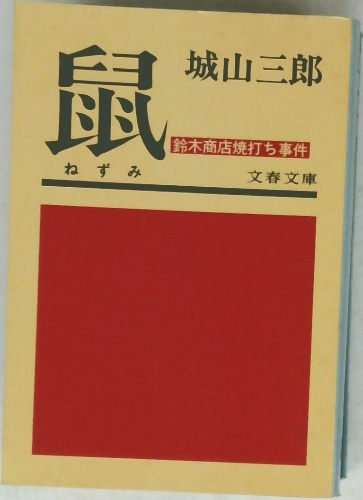 鼠
ねずみ
城山三郎
鈴木商店焼打ち事件
文春文庫